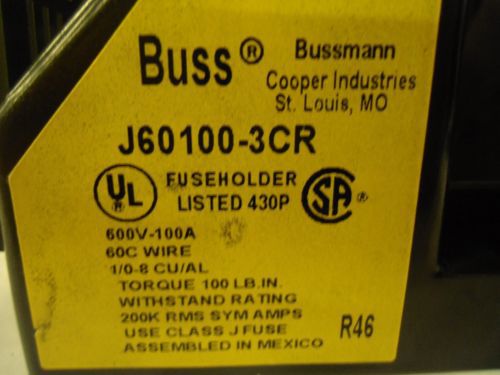 Buss® Bussmann
Cooper Industries
St. Louis, MO
J60100-3CR
UL® FUSEHOLDER SA®
LISTED 430P
600V-100A
60C WIRE
1/0-8 CU/AL
TORQUE 100 LB.IN.
WITHSTAND RATING
200K RMS SYM AMPS
USE CLASS J FUSE
ASSEMBLED IN MEXICO
R46